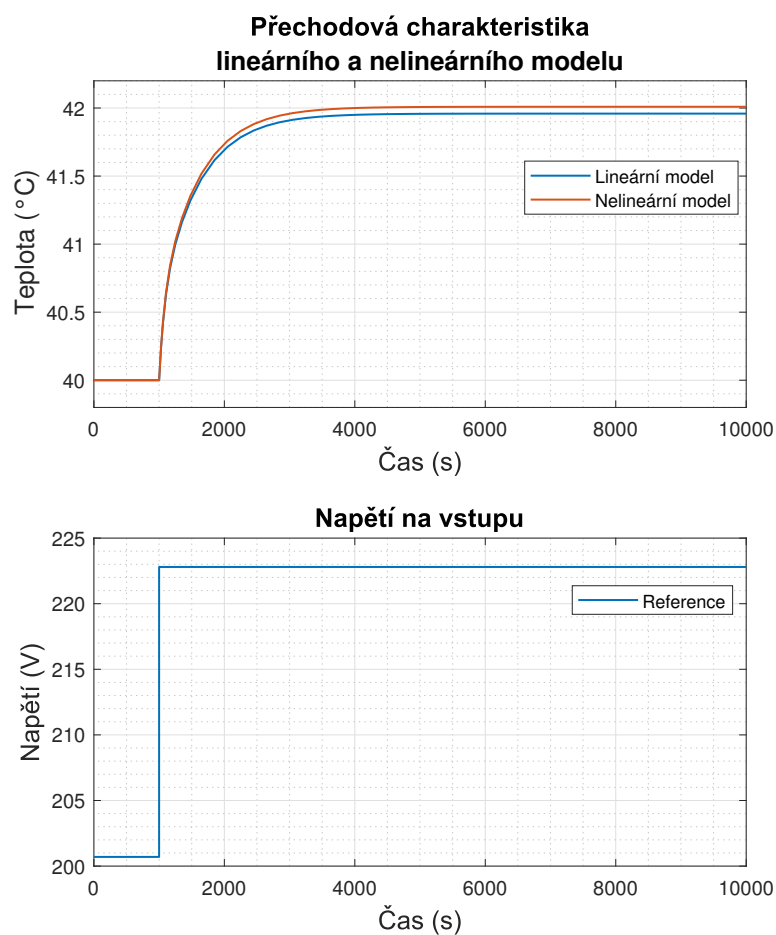 Přechodová charakteristika
lineárního a nelineárního modelu
42
41.5
41
40.5
40
Teplota (°C)
Lineární model
Nelineární model
0 2000 4000 6000 8000 10000
Čas (s)
Napětí na vstupu
225
220
215
210
205
200
Napětí (V)
Reference
0 2000 4000 6000 8000 10000
Čas (s)